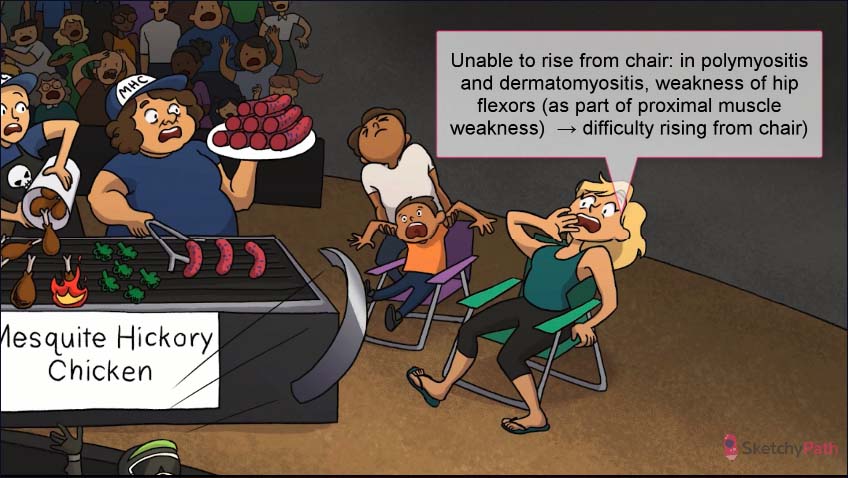 Unable to rise from chair: in polymyositis
and dermatomyositis, weakness of hip
flexors (as part of proximal muscle
weakness) → difficulty rising from chair)
MHC
Mesquite Hickory
Chicken
SketchyPath